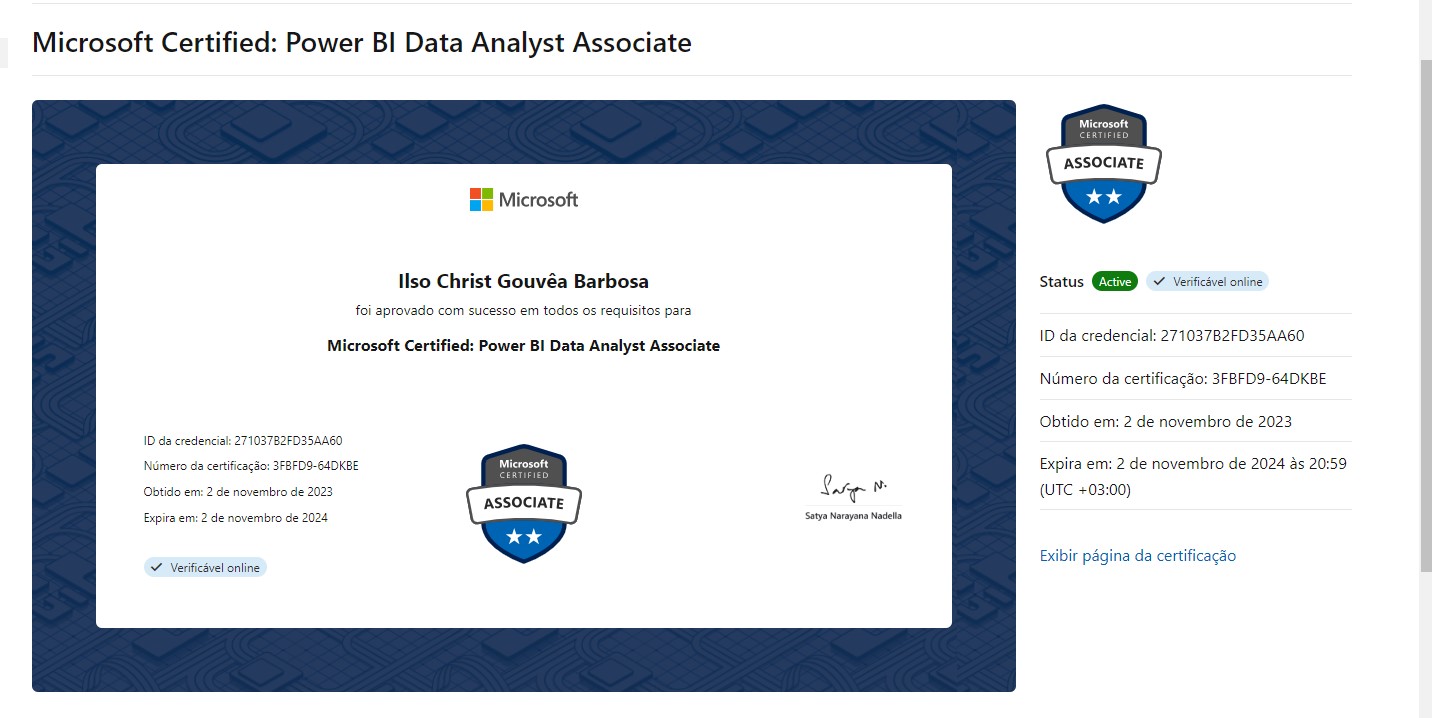 Microsoft Certified: Power BI Data Analyst Associate
Microsoft
Ilso Christ Gouvêa Barbosa
foi aprovado com sucesso em todos os requisitos para
Microsoft Certified: Power BI Data Analyst Associate
ID da credencial: 271037B2FD35AA60
Número da certificação: 3FBFD9-64DKBE
Obtido em: 2 de novembro de 2023
Expira em: 2 de novembro de 2024
Verificável online
Microsoft
CERTIFIED
ASSOCIATE
Satya N.
Satya Narayana Nadella
Microsoft
CERTIFIED
ASSOCIATE
Status Active Verificável online
ID da credencial: 271037B2FD35AA60
Número da certificação: 3FBFD9-64DKBE
Obtido em: 2 de novembro de 2023
Expira em: 2 de novembro de 2024 às 20:59
(UTC +03:00)
Exibir página da certificação